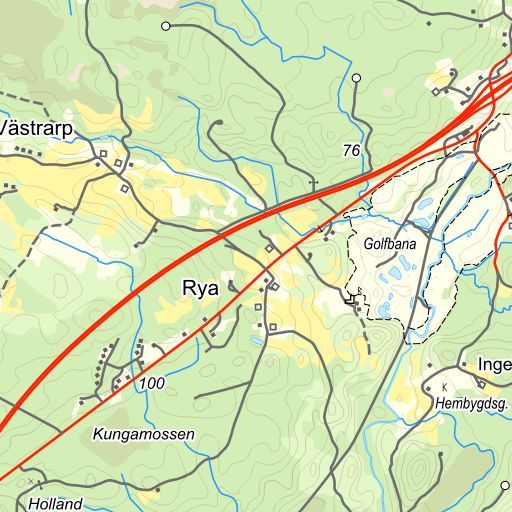 Västrarp
76
Golfbana
Rya
100
Inge
K
Hembygdsg.
Kungamossen
Holland